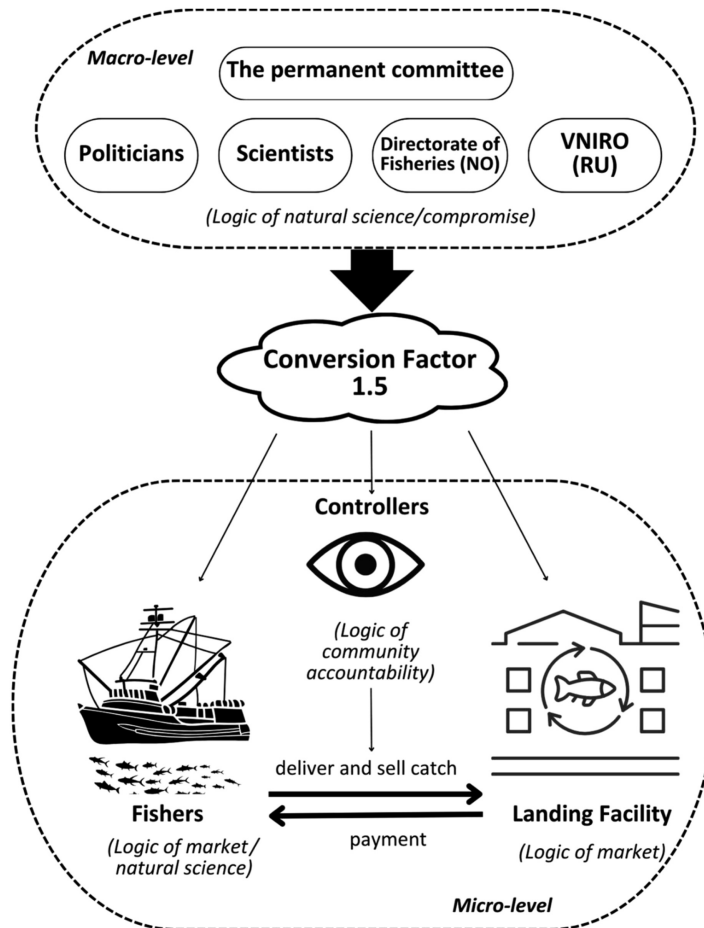 Macro-level
The permanent committee
Politicians
Scientists
Directorate of
Fisheries (NO)
VNIRO
(RU)
(Logic of natural science/compromise)
Conversion Factor
1.5
Controllers
(Logic of
community
accountability)
deliver and sell catch
Fishers
Landing Facility
(Logic of market/
natural science)
payment
(Logic of market)
Micro-level